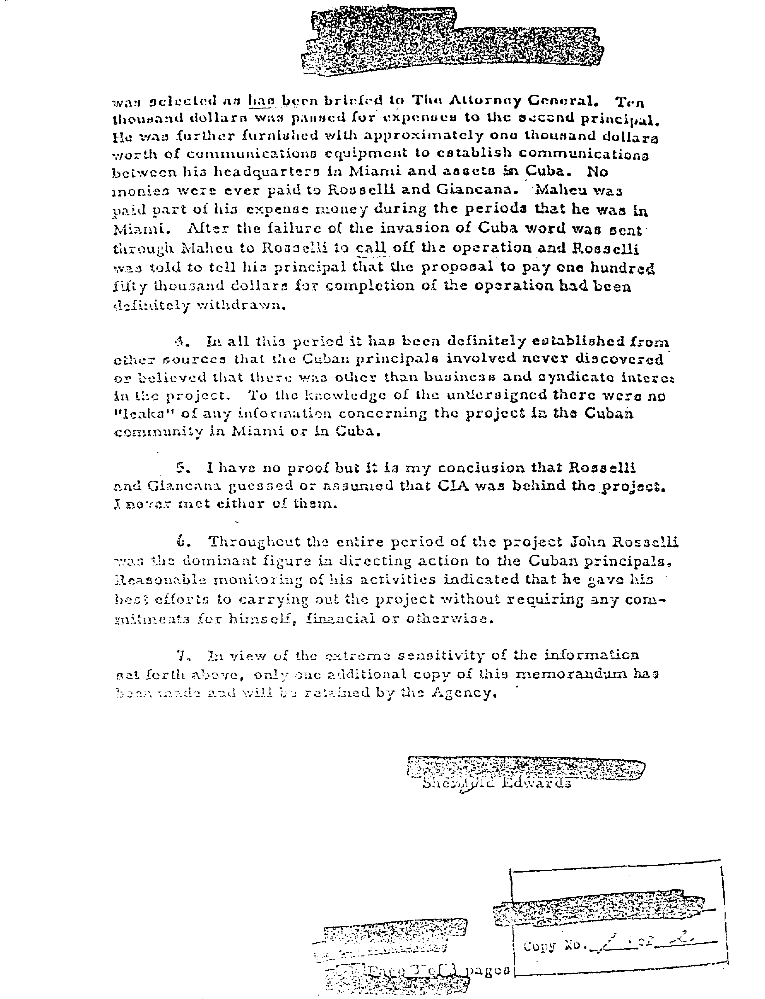 was selected as has been briefed to The Attorney General. Ten
thousand dollars was passed for expenses to the second principal.
He was further furnished with approximately one thousand dollars
worth of communications equipment to establish communications
between his headquarters in Miami and assets in Cuba. No
monies were ever paid to Rosselli and Giancana. Maheu was
paid part of his expense money during the periods that he was in
Miami. After the failure of the invasion of Cuba word was sent
through Maheu to Rosselli to call off the operation and Rosselli
was told to tell his principal that the proposal to pay one hundred
fifty thousand dollars for completion of the operation had been
definitely withdrawn.
4. In all this period it has been definitely established from
other sources that the Cuban principals involved never discovered
or believed that there was other than business and syndicate interes
in the project. To the knowledge of the undersigned there were no
"leaks" of any information concerning the project in the Cuban
community in Miami or in Cuba.
5. I have no proof but it is my conclusion that Rosselli
and Giancana guessed or assumed that CIA was behind the project.
I never met either of them.
6. Throughout the entire period of the project John Rosselli
was the dominant figure in directing action to the Cuban principals.
Reasonable monitoring of his activities indicated that he gave his
best efforts to carrying out the project without requiring any com-
mitments for himself, financial or otherwise.
7. In view of the extreme sensitivity of the information
set forth above, only one additional copy of this memorandum has
been made and will be retained by the Agency.
Sheffield Edwards
Copy No. 1 of 2
Page 3 of 3 pages